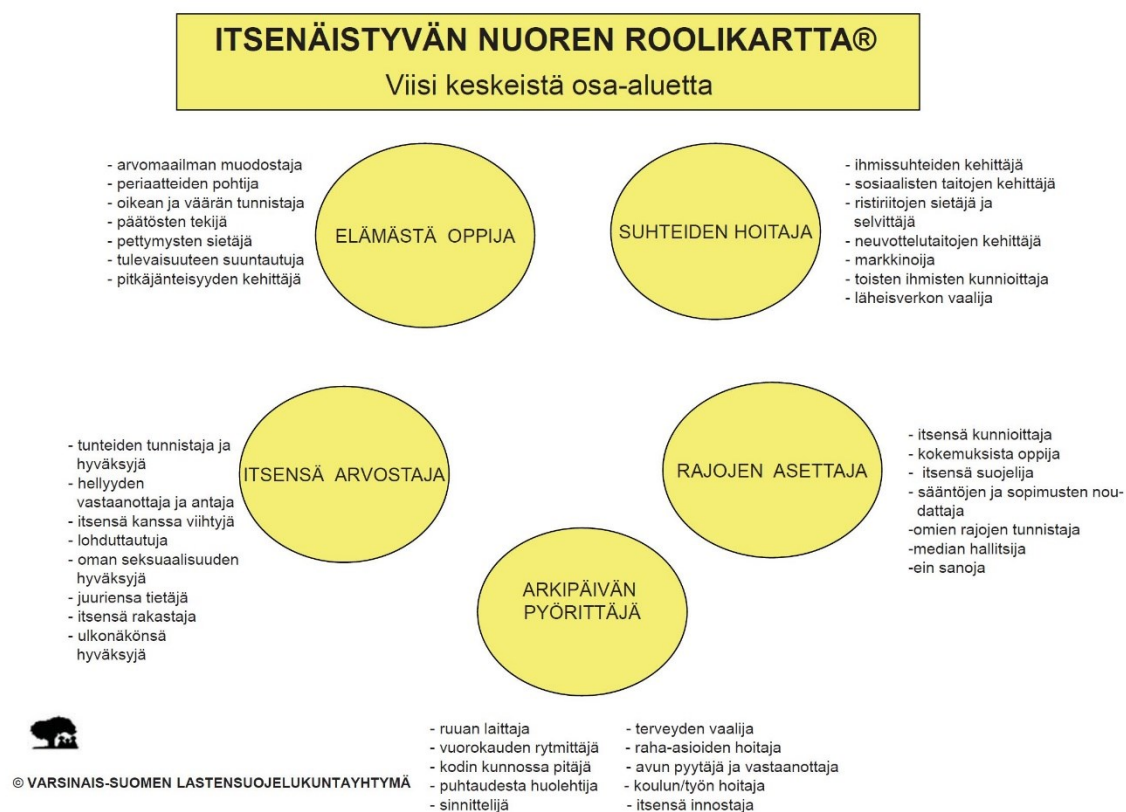 ITSENÄISTYVÄN NUOREN ROOLIKARTTA®
Viisi keskeistä osa-aluetta
- arvomaailman muodostaja
- periaatteiden pohtija
- oikean ja väärän tunnistaja
- päätösten tekijä
- pettymysten sietäjä
- tulevaisuuteen suuntautuja
- pitkäjänteisyyden kehittäjä
ELÄMÄSTÄ OPPIJA
SUHTEIDEN HOITAJA
- ihmissuhteiden kehittäjä
- sosiaalisten taitojen kehittäjä
- ristiriitojen sietäjä ja
selvittäjä
- neuvottelutaitojen kehittäjä
- markkinoija
- toisten ihmisten kunnioittaja
- läheisverkon vaalija
- tunteiden tunnistaja ja
hyväksyjä
- hellyyden
vastaanottaja ja antaja
- itsensä kanssa viihtyjä
- lohduttautuja
- oman seksuaalisuuden
hyväksyjä
- juuriensa tietäjä
- itsensä rakastaja
- ulkonäkönsä
hyväksyjä
ITSENSÄ ARVOSTAJA
RAJOJEN ASETTAJA
- itsensä kunnioittaja
- kokemuksista oppija
- itsensä suojelija
- sääntöjen ja sopimusten nou-
dattaja
-omien rajojen tunnistaja
-median hallitsija
-ein sanoja
ARKIPÄIVÄN
PYÖRITTÄJÄ
- ruuan laittaja
- vuorokauden rytmittäjä
- kodin kunnossa pitäjä
- puhtaudesta huolehtija
- sinnittelijä
- terveyden vaalija
- raha-asioiden hoitaja
- avun pyytäjä ja vastaanottaja
- koulun/työn hoitaja
- itsensä innostaja
© VARSINAIS-SUOMEN LASTENSUOJELUKUNTAYHTYMÄ